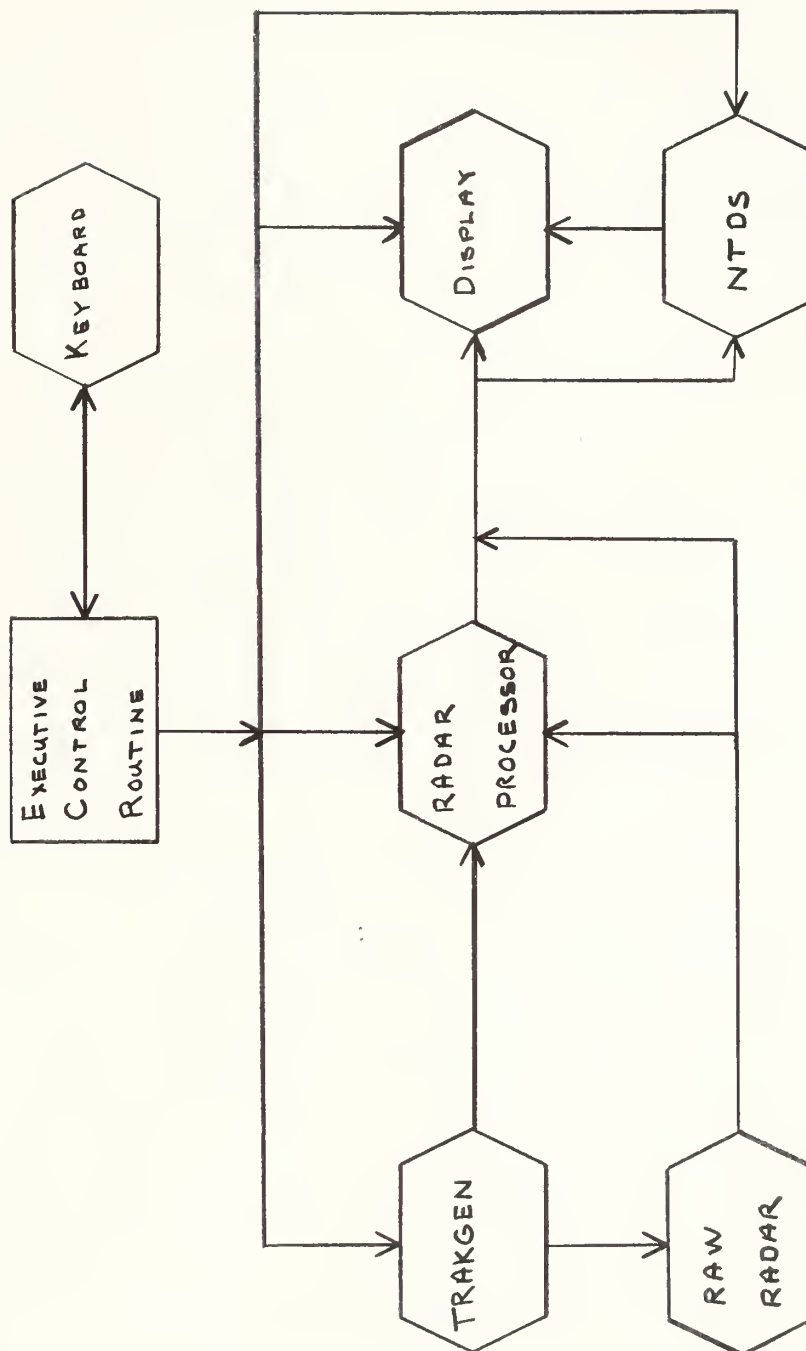 EXECUTIVE
CONTROL
ROUTINE
KEYBOARD
TRAKGEN
RADAR
PROCESSOR
DISPLAY
RAW
RADAR
NTDS